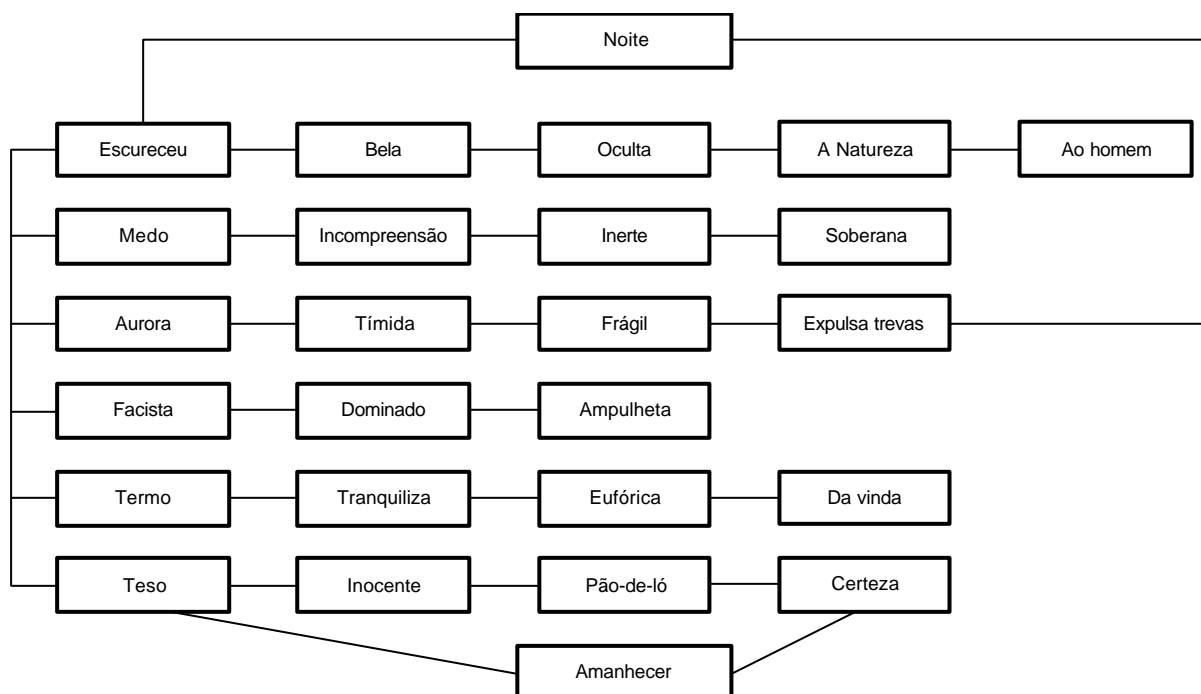 Noite
Escureceu Bela Oculta A Natureza Ao homem
Medo Incompreensão Inerte Soberana
Aurora Tímida Frágil Expulsa trevas
Facista Dominado Ampulheta
Termo Tranquiliza Eufórica Da vinda
Teso Inocente Pão-de-ló Certeza
Amanhecer